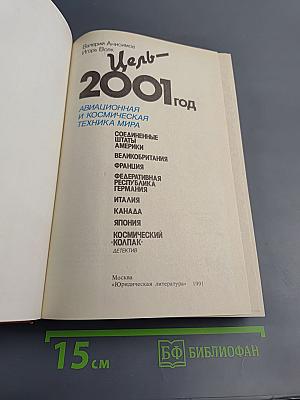 Валерий Анисимов
Игорь Волк
Цель—
2001 ГОД
АВИАЦИОННАЯ
И КОСМИЧЕСКАЯ
ТЕХНИКА МИРА
СОЕДИНЕННЫЕ
ШТАТЫ
АМЕРИКИ
ВЕЛИКОБРИТАНИЯ
ФРАНЦИЯ
ФЕДЕРАТИВНАЯ
РЕСПУБЛИКА
ГЕРМАНИЯ
ИТАЛИЯ
КАНАДА
ЯПОНИЯ
КОСМИЧЕСКИЙ
«КОЛПАК»
ДЕТЕКТИВ
Москва
«Юридическая литература» 1991
15 см
БФ БИБЛИОФАН